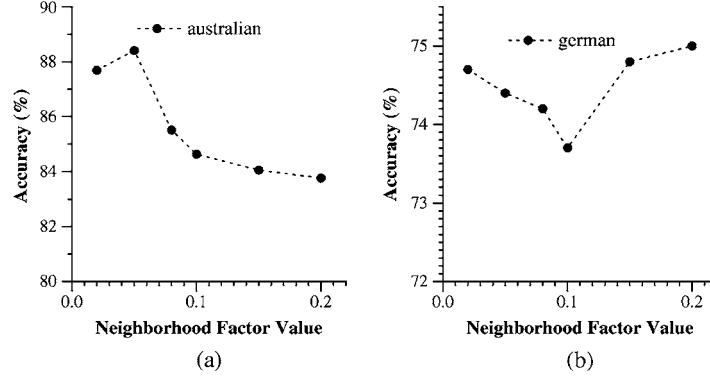 90
88
86
84
82
80
Accuracy (%)
australian
0.0
0.1
0.2
Neighborhood Factor Value
(a)
75
74
73
72
Accuracy (%)
german
0.0
0.1
0.2
Neighborhood Factor Value
(b)